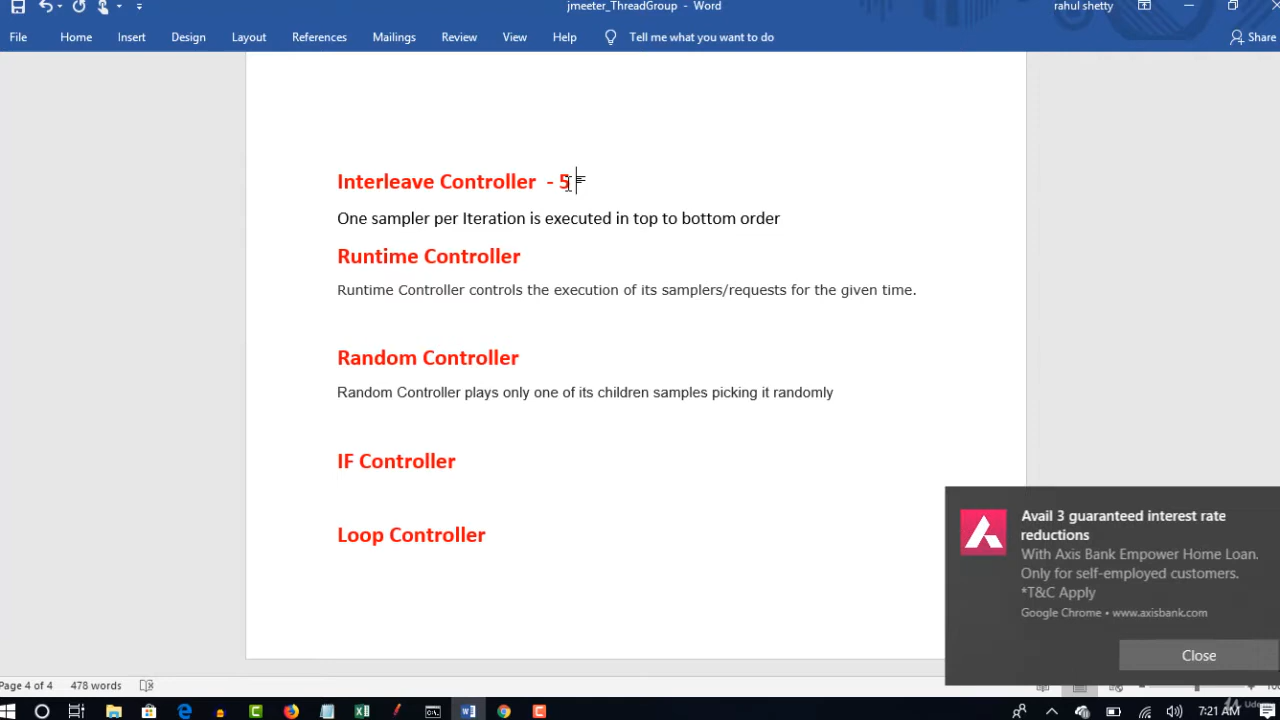 jmeeter_ThreadGroup - Word
rahul shetty
File Home Insert Design Layout References Mailings Review View Help Tell me what you want to do Share
Interleave Controller - 5
One sampler per Iteration is executed in top to bottom order
Runtime Controller
Runtime Controller controls the execution of its samplers/requests for the given time.
Random Controller
Random Controller plays only one of its children samples picking it randomly
IF Controller
Loop Controller
Avail 3 guaranteed interest rate
reductions
With Axis Bank Empower Home Loan.
Only for self-employed customers.
*T&C Apply
Google Chrome • www.axisbank.com
Close
Page 4 of 4 478 words
7:21 AM